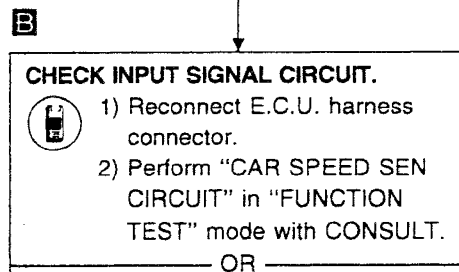 B
CHECK INPUT SIGNAL CIRCUIT.
1) Reconnect E.C.U. harness
connector.
2) Perform "CAR SPEED SEN
CIRCUIT" in "FUNCTION
TEST" mode with CONSULT.
OR